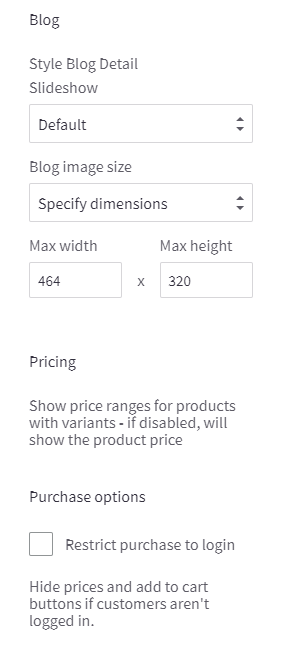 Blog
Style Blog Detail
Slideshow
Default
Blog image size
Specify dimensions
Max width Max height
464 x 320
Pricing
Show price ranges for products
with variants - if disabled, will
show the product price
Purchase options
Restrict purchase to login
Hide prices and add to cart
buttons if customers aren't
logged in.